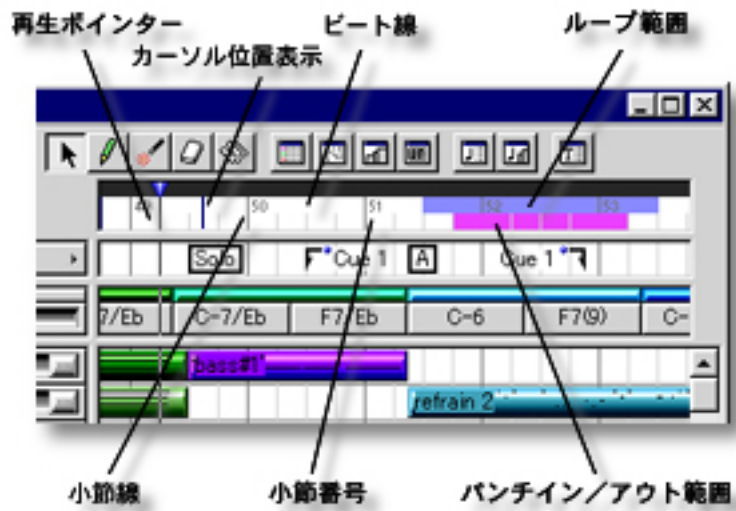 再生ポインター
ビート線
ループ範囲
カーソル位置表示
49 50 51 52 53
Solo
Cue 1
A
Cue 1
7/Eb
C-7/Eb
F7/Eb
C-6
F7(9)
C-
bass#1
refrain 2
小節線
小節番号
パンチイン／アウト範囲